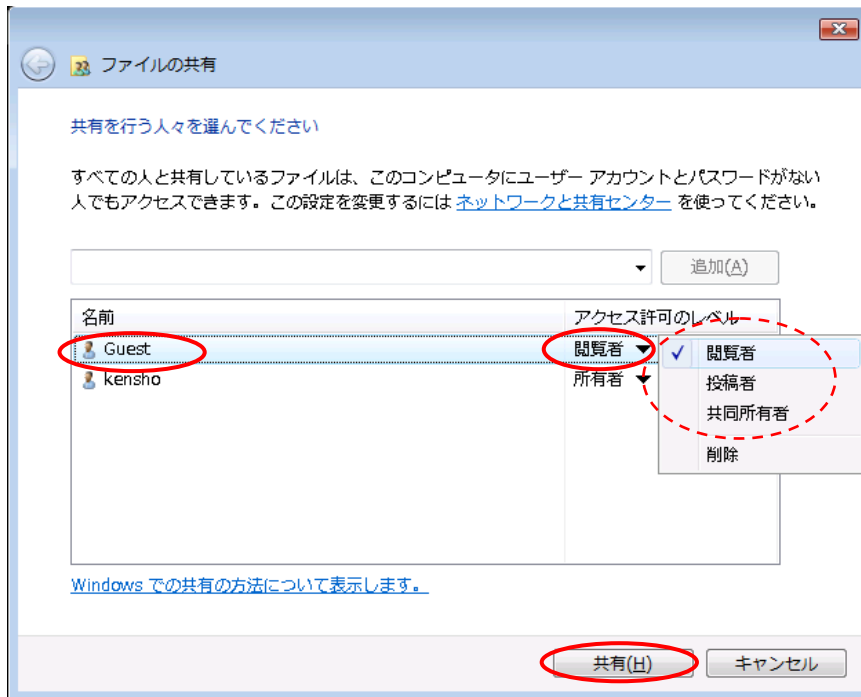 ファイルの共有
共有を行う人々を選んでください
すべての人と共有しているファイルは、このコンピュータにユーザー アカウントとパスワードがない
人でもアクセスできます。この設定を変更するには ネットワークと共有センター を使ってください。
追加(A)
名前 アクセス許可のレベル
Guest 閲覧者 ✓ 閲覧者
kensho 所有者 投稿者
共同所有者
削除
Windows での共有の方法について表示します。
共有(H) キャンセル